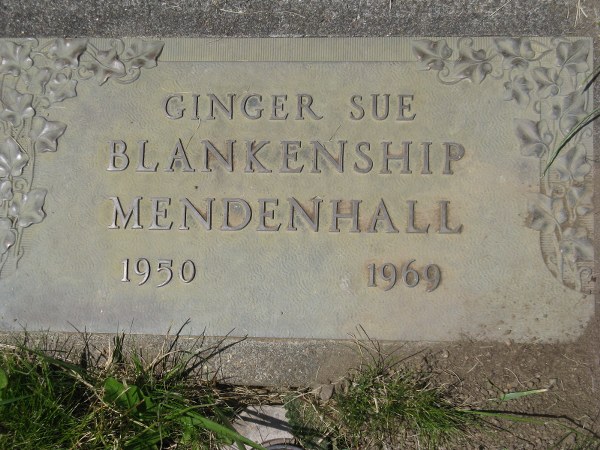 GINGER SUE
BLANKENSHIP
MENDENHALL
1950 1969